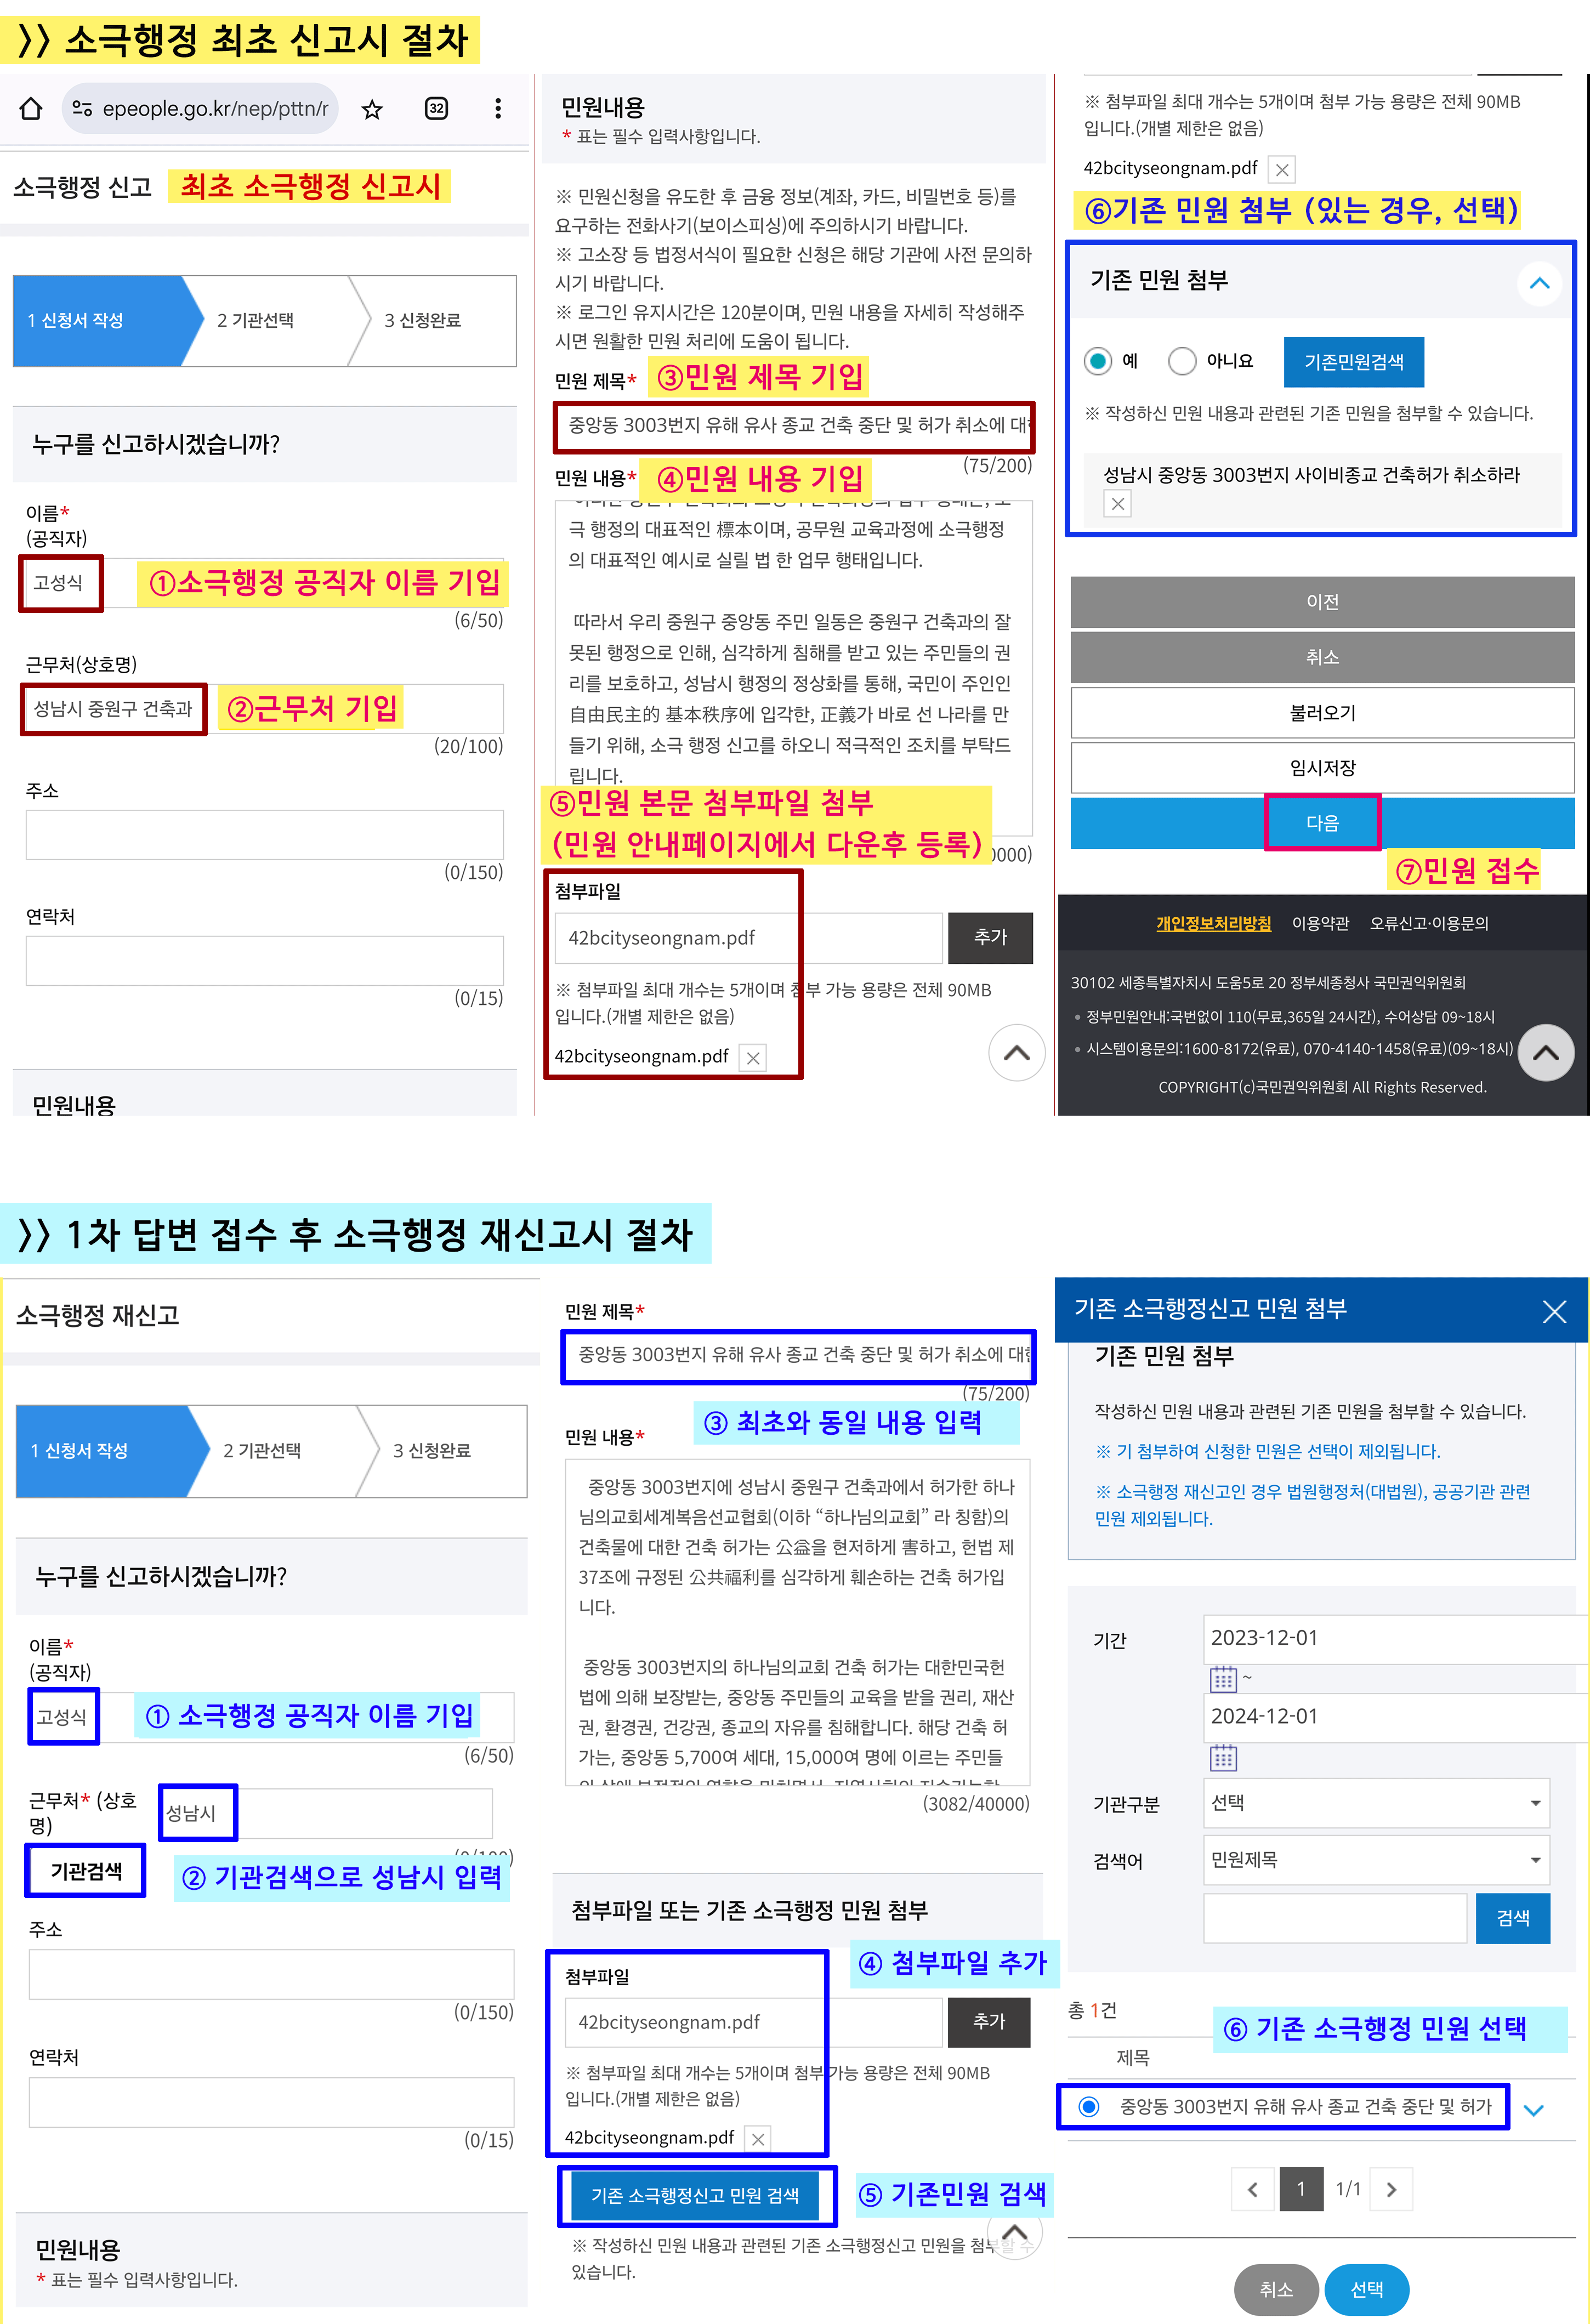 >> 소극행정 최초 신고시 절차
epeople.go.kr/nep/pttn/r
32
소극행정 신고
최초 소극행정 신고시
1 신청서 작성
2 기관선택
3 신청완료
누구를 신고하시겠습니까?
이름*
(공직자)
고성식
①소극행정 공직자 이름 기입
(6/50)
근무처(상호명)
성남시 중원구 건축과
②근무처 기입
(20/100)
주소
(0/150)
연락처
(0/15)
민원내용
민원내용
* 표는 필수 입력사항입니다.
※ 민원신청을 유도한 후 금융 정보(계좌, 카드, 비밀번호 등)를
요구하는 전화사기(보이스피싱)에 주의하시기 바랍니다.
※ 고소장 등 법정서식이 필요한 신청은 해당 기관에 사전 문의하
시기 바랍니다.
※ 로그인 유지시간은 120분이며, 민원 내용을 자세히 작성해주
시면 원활한 민원 처리에 도움이 됩니다.
민원 제목*
③민원 제목 기입
중앙동 3003번지 유해 유사 종교 건축 중단 및 허가 취소에 대
(75/200)
민원 내용*
④민원 내용 기입
극 행정의 대표적인 標本이며, 공무원 교육과정에 소극행정
의 대표적인 예시로 실릴 법 한 업무 행태입니다.
따라서 우리 중원구 중앙동 주민 일동은 중원구 건축과의 잘
못된 행정으로 인해, 심각하게 침해를 받고 있는 주민들의 권
리를 보호하고, 성남시 행정의 정상화를 통해, 국민이 주인인
自由民主的 基本秩序에 입각한, 正義가 바로 선 나라를 만
들기 위해, 소극 행정 신고를 하오니 적극적인 조치를 부탁드
립니다.
⑤민원 본문 첨부파일 첨부
(민원 안내페이지에서 다운후 등록)
0000)
첨부파일
42bcityseongnam.pdf
추가
※ 첨부파일 최대 개수는 5개이며 첨부 가능 용량은 전체 90MB
입니다.(개별 제한은 없음)
42bcityseongnam.pdf
※ 첨부파일 최대 개수는 5개이며 첨부 가능 용량은 전체 90MB
입니다.(개별 제한은 없음)
42bcityseongnam.pdf
⑥기존 민원 첨부 (있는 경우, 선택)
기존 민원 첨부
예
아니요
기존민원검색
※ 작성하신 민원 내용과 관련된 기존 민원을 첨부할 수 있습니다.
성남시 중앙동 3003번지 사이비종교 건축허가 취소하라
이전
취소
불러오기
임시저장
다음
⑦민원 접수
개인정보처리방침 이용약관 오류신고·이용문의
30102 세종특별자치시 도움5로 20 정부세종청사 국민권익위원회
• 정부민원안내:국번없이 110(무료,365일 24시간), 수어상담 09~18시
• 시스템이용문의:1600-8172(유료), 070-4140-1458(유료)(09~18시)
COPYRIGHT(c)국민권익위원회 All Rights Reserved.
>> 1차 답변 접수 후 소극행정 재신고시 절차
소극행정 재신고
1 신청서 작성
2 기관선택
3 신청완료
누구를 신고하시겠습니까?
이름*
(공직자)
고성식
① 소극행정 공직자 이름 기입
(6/50)
근무처* (상호
명)
성남시
기관검색
② 기관검색으로 성남시 입력
주소
(0/150)
연락처
(0/15)
민원내용
* 표는 필수 입력사항입니다.
민원 제목*
중앙동 3003번지 유해 유사 종교 건축 중단 및 허가 취소에 대한
(75/200)
③ 최초와 동일 내용 입력
민원 내용*
중앙동 3003번지에 성남시 중원구 건축과에서 허가한 하나
님의교회세계복음선교협회(이하 “하나님의교회” 라 칭함)의
건축물에 대한 건축 허가는 公益을 현저하게 害하고, 헌법 제
37조에 규정된 公共福利를 심각하게 훼손하는 건축 허가입
니다.
중앙동 3003번지의 하나님의교회 건축 허가는 대한민국헌
법에 의해 보장받는, 중앙동 주민들의 교육을 받을 권리, 재산
권, 환경권, 건강권, 종교의 자유를 침해합니다. 해당 건축 허
가는, 중앙동 5,700여 세대, 15,000여 명에 이르는 주민들
(3082/40000)
첨부파일 또는 기존 소극행정 민원 첨부
④ 첨부파일 추가
첨부파일
42bcityseongnam.pdf
추가
※ 첨부파일 최대 개수는 5개이며 첨부 가능 용량은 전체 90MB
입니다.(개별 제한은 없음)
42bcityseongnam.pdf
기존 소극행정신고 민원 검색
⑤ 기존민원 검색
※ 작성하신 민원 내용과 관련된 기존 소극행정신고 민원을 첨부할 수
있습니다.
기존 소극행정신고 민원 첨부
기존 민원 첨부
작성하신 민원 내용과 관련된 기존 민원을 첨부할 수 있습니다.
※ 기 첨부하여 신청한 민원은 선택이 제외됩니다.
※ 소극행정 재신고인 경우 법원행정처(대법원), 공공기관 관련
민원 제외됩니다.
기간
2023-12-01
~
2024-12-01
기관구분
선택
검색어
민원제목
검색
총 1건
⑥ 기존 소극행정 민원 선택
제목
중앙동 3003번지 유해 유사 종교 건축 중단 및 허가
1
1/1
취소
선택